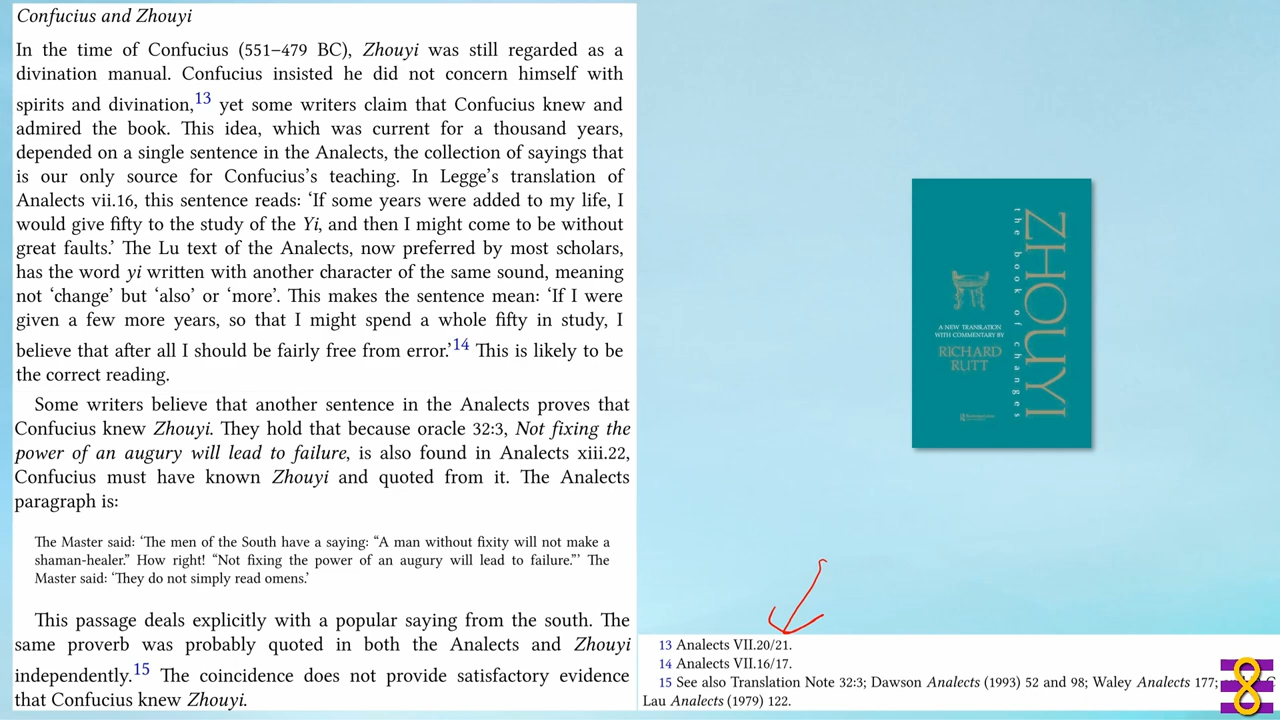 Confucius and Zhouyi
In the time of Confucius (551–479 BC), Zhouyi was still regarded as a
divination manual. Confucius insisted he did not concern himself with
spirits and divination,13 yet some writers claim that Confucius knew and
admired the book. This idea, which was current for a thousand years,
depended on a single sentence in the Analects, the collection of sayings that
is our only source for Confucius’s teaching. In Legge’s translation of
Analects vii.16, this sentence reads: ‘If some years were added to my life, I
would give fifty to the study of the Yi, and then I might come to be without
great faults.’ The Lu text of the Analects, now preferred by most scholars,
has the word yi written with another character of the same sound, meaning
not ‘change’ but ‘also’ or ‘more’. This makes the sentence mean: ‘If I were
given a few more years, so that I might spend a whole fifty in study, I
believe that after all I should be fairly free from error.’14 This is likely to be
the correct reading.
Some writers believe that another sentence in the Analects proves that
Confucius knew Zhouyi. They hold that because oracle 32:3, Not fixing the
power of an augury will lead to failure, is also found in Analects xiii.22,
Confucius must have known Zhouyi and quoted from it. The Analects
paragraph is:
The Master said: ‘The men of the South have a saying: “A man without fixity will not make a
shaman-healer.” How right! “Not fixing the power of an augury will lead to failure.”’ The
Master said: ‘They do not simply read omens.’
This passage deals explicitly with a popular saying from the south. The
same proverb was probably quoted in both the Analects and Zhouyi
independently.15 The coincidence does not provide satisfactory evidence
that Confucius knew Zhouyi.
ZHOUYI
the book of changes
A NEW TRANSLATION
WITH COMMENTARY BY
RICHARD
RUTT
13 Analects VII.20/21.
14 Analects VII.16/17.
15 See also Translation Note 32:3; Dawson Analects (1993) 52 and 98; Waley Analects 177; C
Lau Analects (1979) 122.